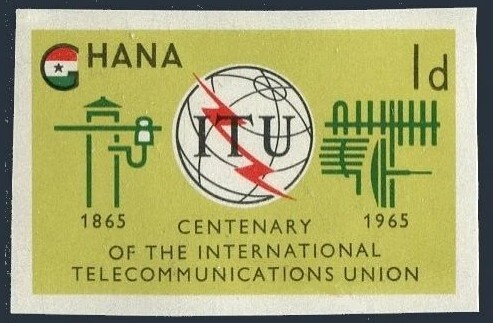 GHANA 1d
ITU
1865 1965
CENTENARY
OF THE INTERNATIONAL
TELECOMMUNICATIONS UNION